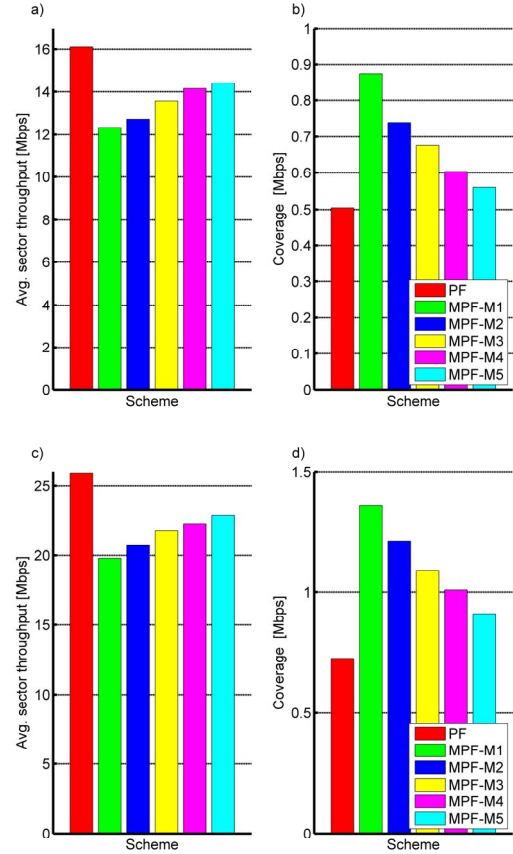 a)
Avg. sector throughput [Mbps]
16
14
12
10
8
6
4
2
0
Scheme
b)
Coverage [Mbps]
1
0.9
0.8
0.7
0.6
0.5
0.4
0.3
0.2
0.1
0
PF
MPF-M1
MPF-M2
MPF-M3
MPF-M4
MPF-M5
Scheme
c)
Avg. sector throughput [Mbps]
25
20
15
10
5
0
Scheme
d)
Coverage [Mbps]
1.5
1
0.5
0
PF
MPF-M1
MPF-M2
MPF-M3
MPF-M4
MPF-M5
Scheme